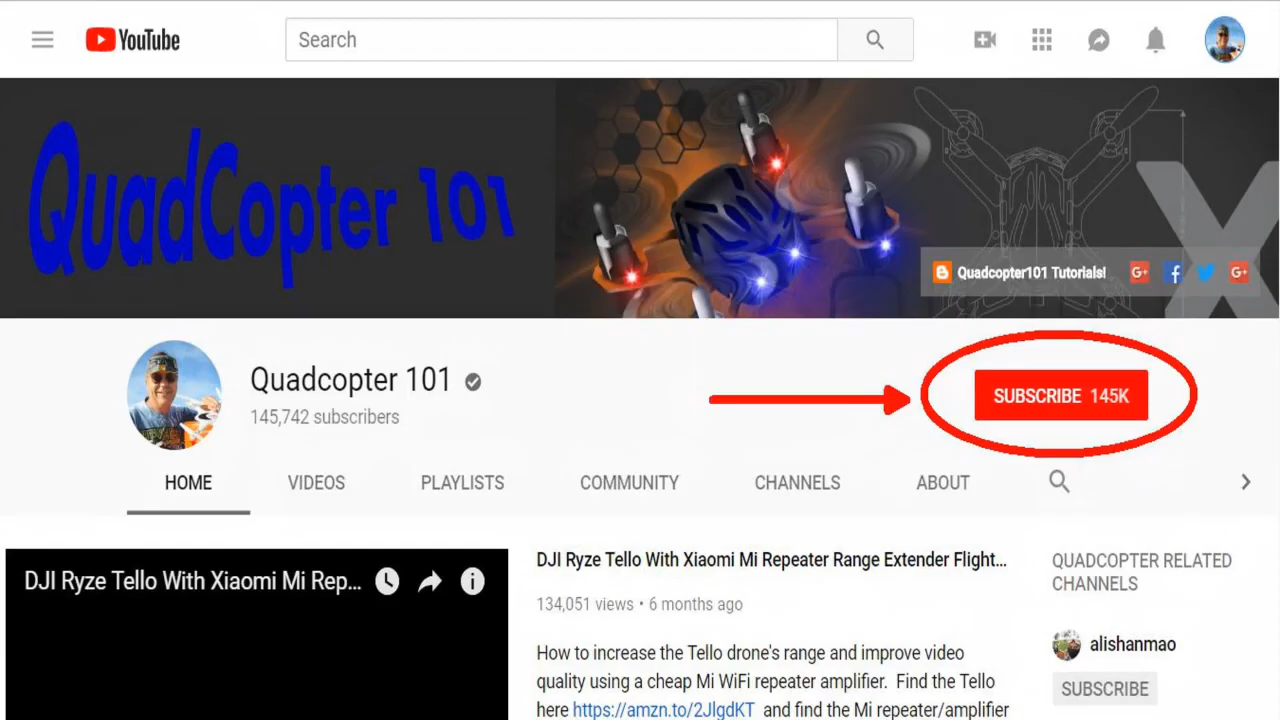 YouTube
Search
QuadCopter 101
X
Quadcopter101 Tutorials!
G+
G+
Quadcopter 101
145,742 subscribers
SUBSCRIBE 145K
HOME VIDEOS PLAYLISTS COMMUNITY CHANNELS ABOUT
DJI Ryze Tello With Xiaomi Mi Rep...
DJI Ryze Tello With Xiaomi Mi Repeater Range Extender Flight...
134,051 views • 6 months ago
How to increase the Tello drone's range and improve video
quality using a cheap Mi WiFi repeater amplifier. Find the Tello
here https://amzn.to/2JlgdKT and find the Mi repeater/amplifier
QUADCOPTER RELATED
CHANNELS
alishanmao
SUBSCRIBE